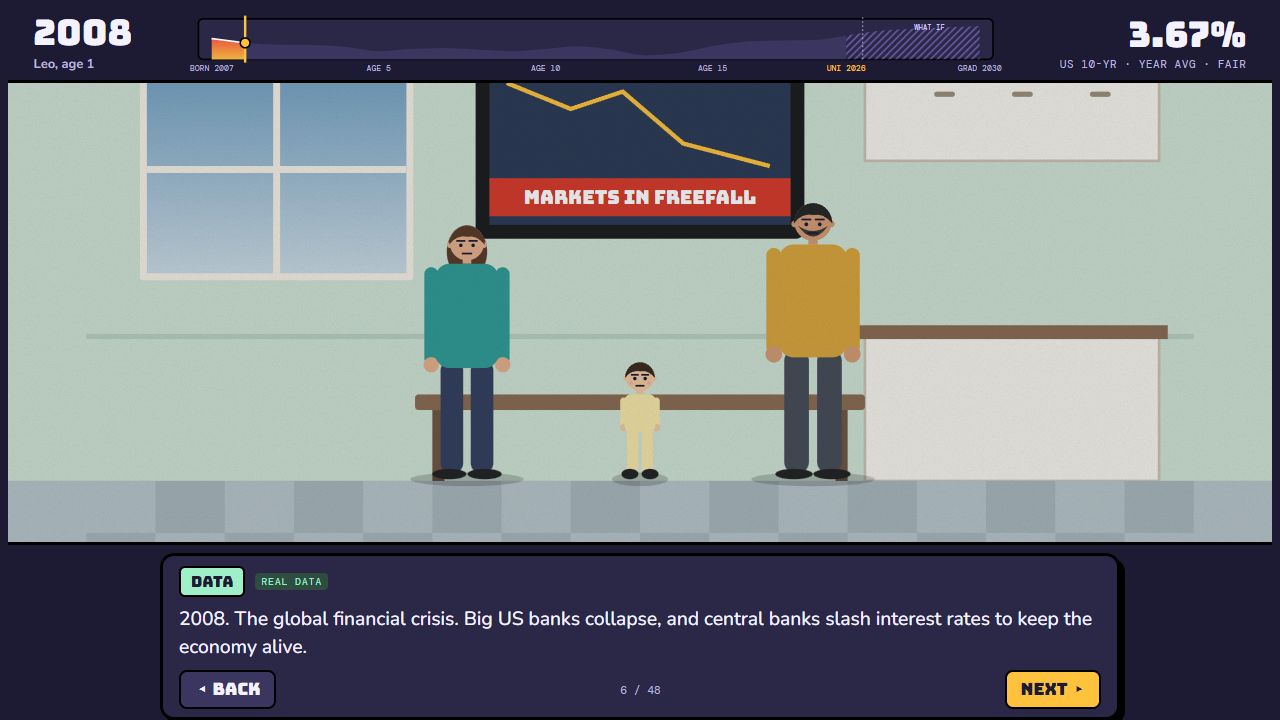 2008
Leo, age 1
WHAT IF
BORN 2007
AGE 5
AGE 10
AGE 15
UNI 2026
GRAD 2030
3.67%
US 10-YR · YEAR AVG · FAIR
MARKETS IN FREEFALL
DATA
REAL DATA
2008. The global financial crisis. Big US banks collapse, and central banks slash interest rates to keep the
economy alive.
◂ BACK
6 / 48
NEXT ▸